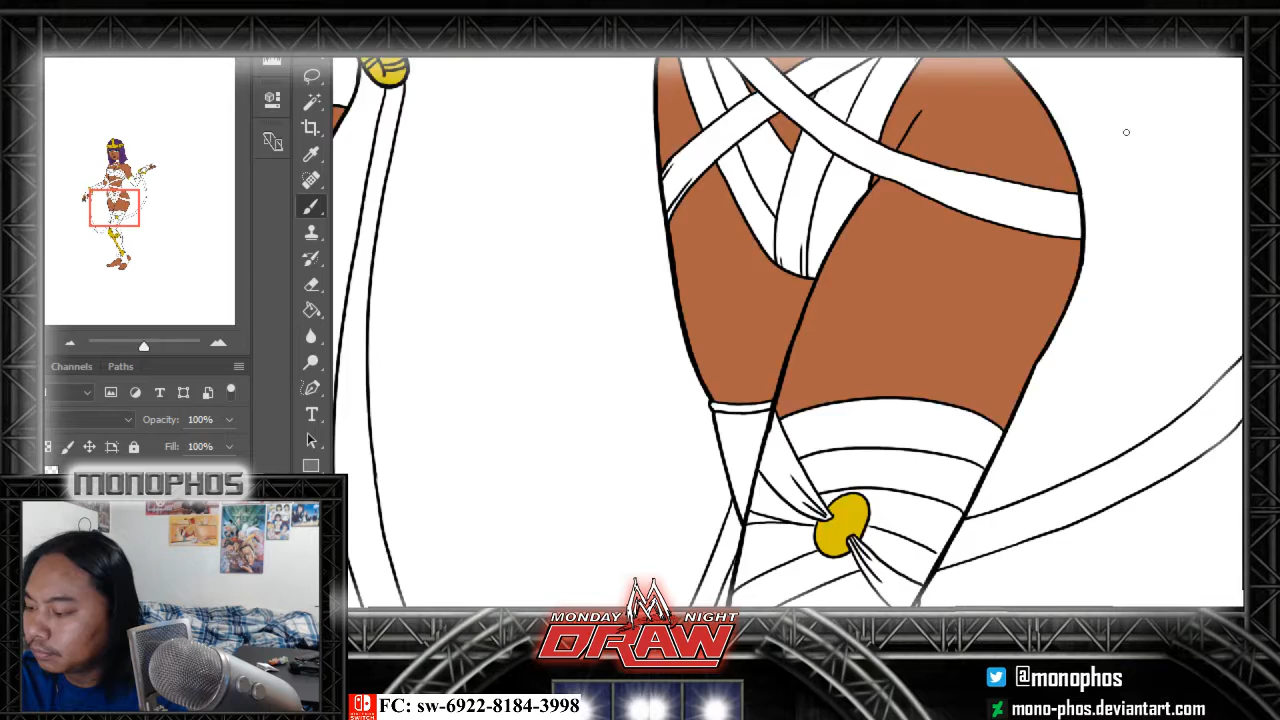 Channels Paths
Opacity: 100%
Fill: 100%
MONOPHOS
MONDAY NIGHT
DRAW
FC: sw-6922-8184-3998
@monophos
mono-phos.deviantart.com